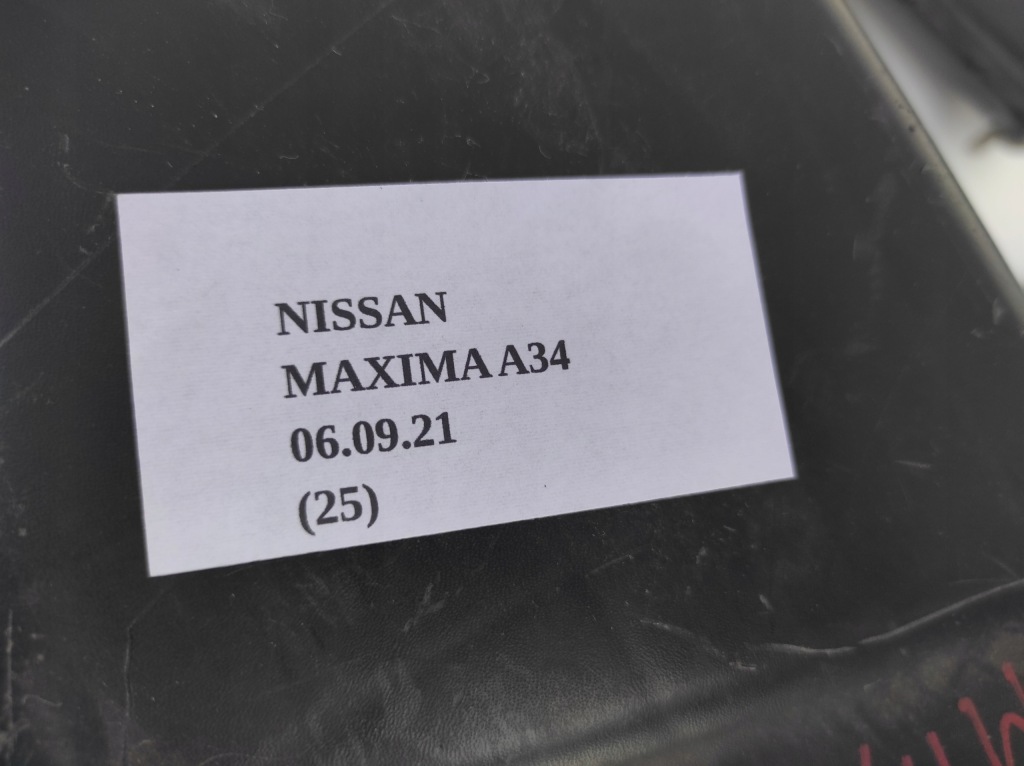 NISSAN
MAXIMA A34
06.09.21
(25)